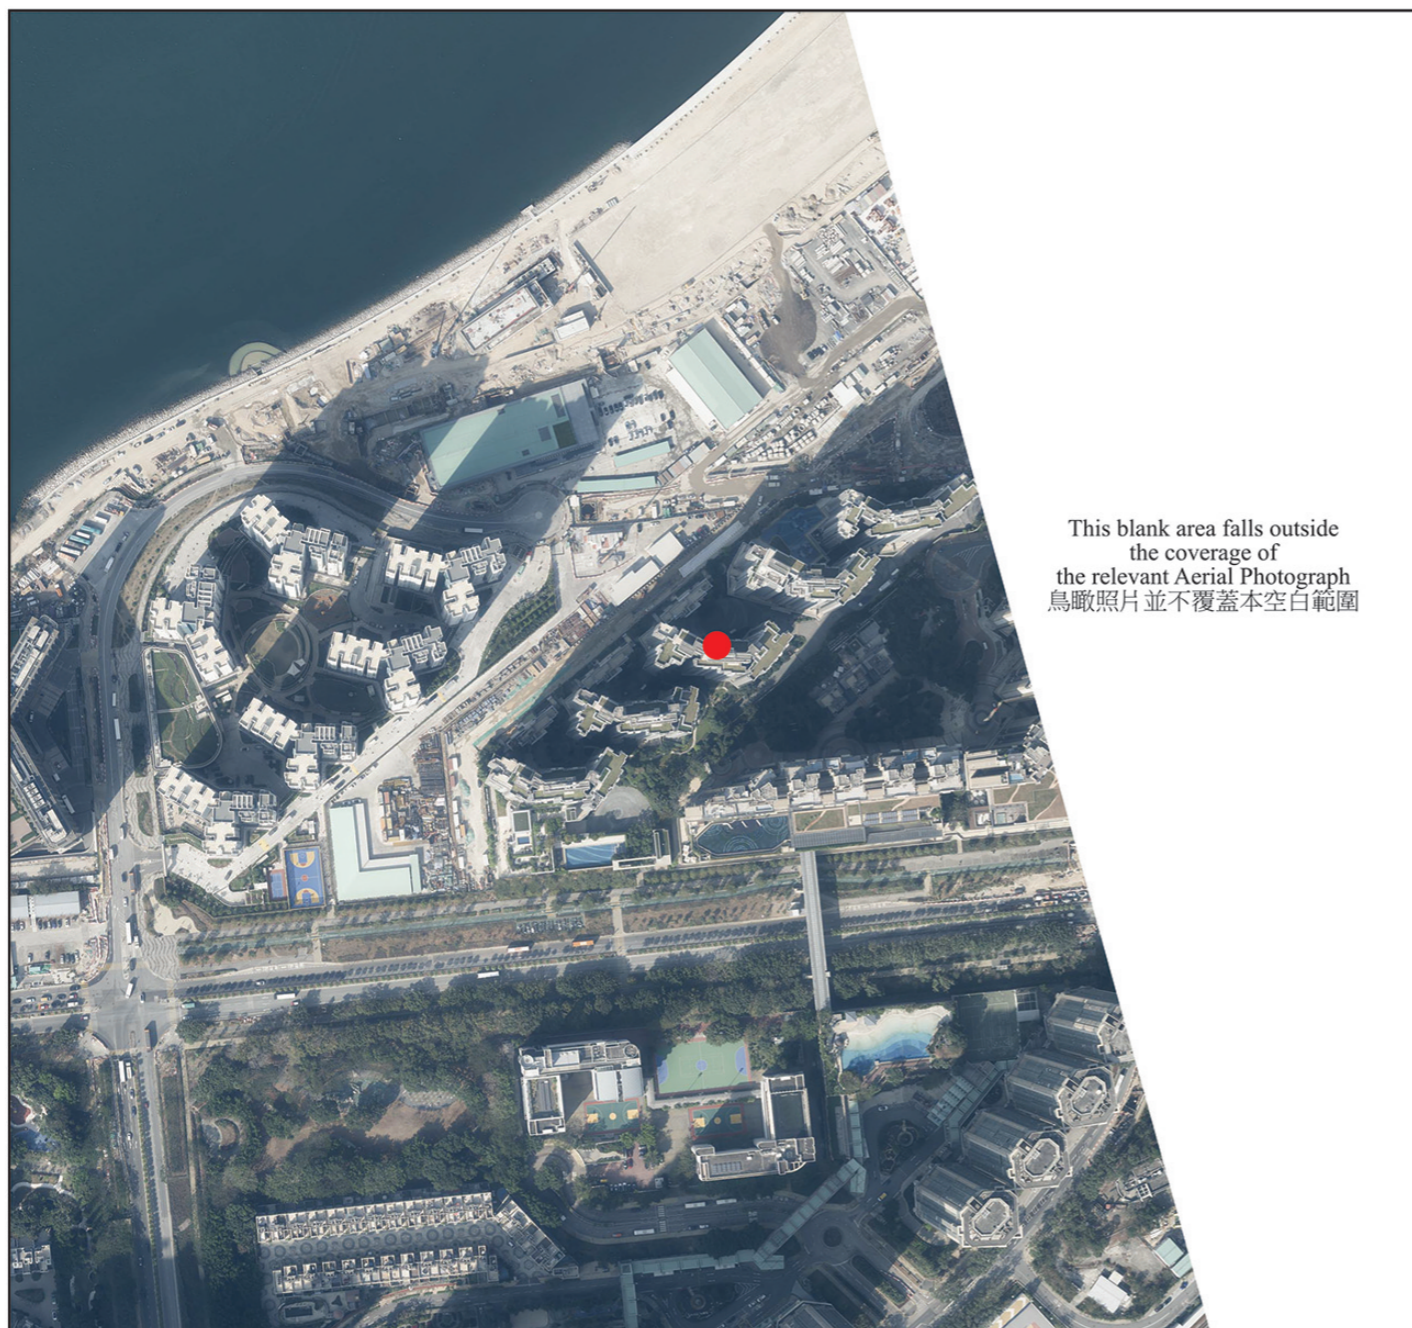 This blank area falls outside
the coverage of
the relevant Aerial Photograph
鳥瞰照片並不覆蓋本空白範圍